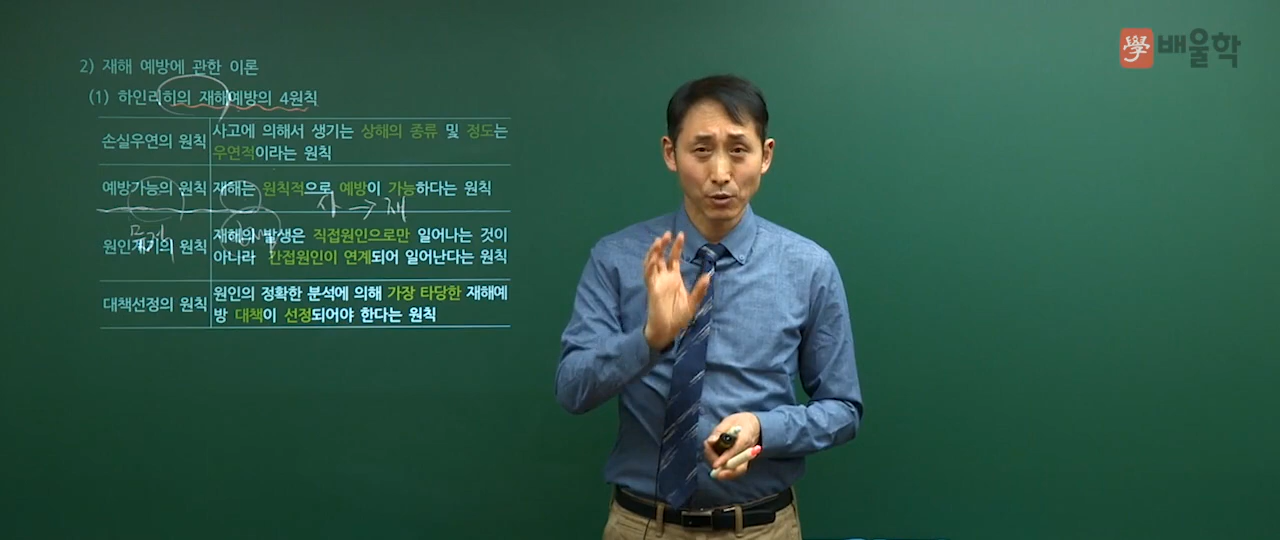 學 배울학
2) 재해 예방에 관한 이론
(1) 하인리히의 재해예방의 4원칙
손실우연의 원칙
사고에 의해서 생기는 상해의 종류 및 정도는
우연적이라는 원칙
예방가능의 원칙
재해는 원칙적으로 예방이 가능하다는 원칙
사 → 재
원인계기의 원칙
재해의 발생은 직접원인으로만 일어나는 것이
아니라 간접원인이 연계되어 일어난다는 원칙
대책선정의 원칙
원인의 정확한 분석에 의해 가장 타당한 재해예
방 대책이 선정되어야 한다는 원칙